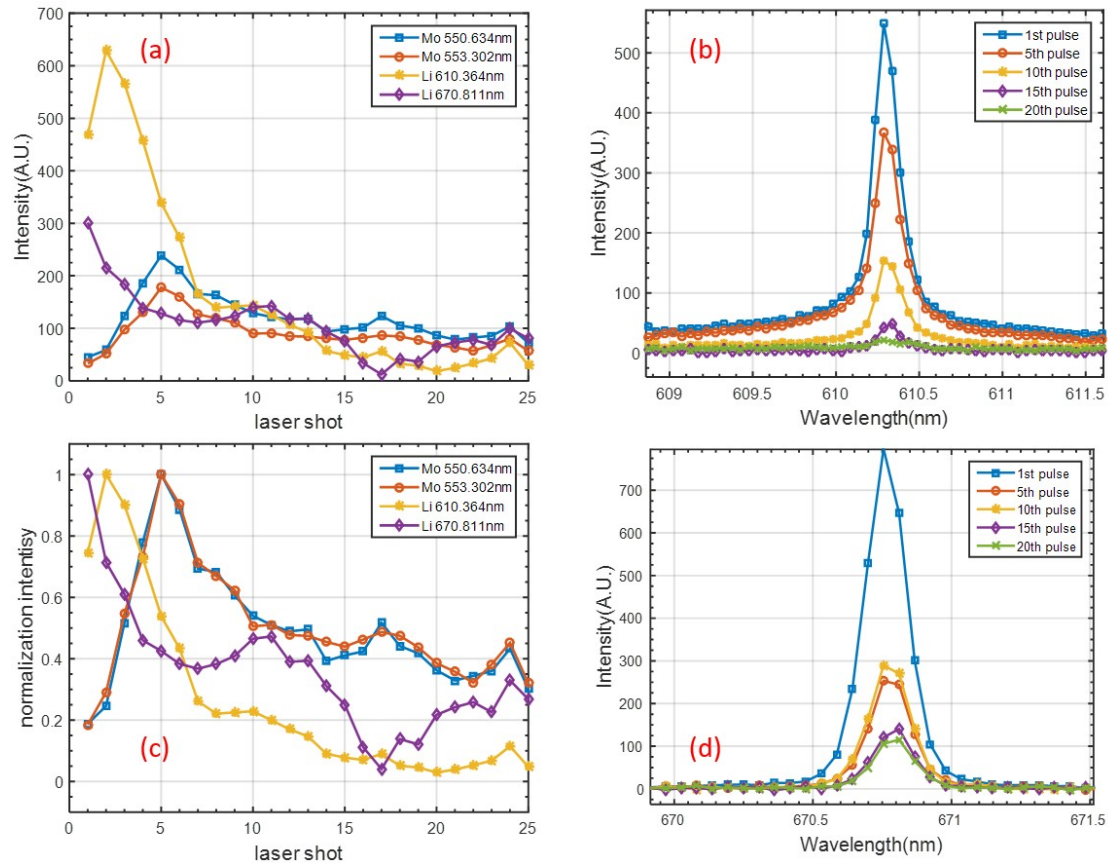 (a)
Mo 550.634nm
Mo 553.302nm
Li 610.364nm
Li 670.811nm
700
600
500
400
300
200
100
0
Intensity(A.U.)
0 5 10 15 20 25
laser shot
(b)
1st pulse
5th pulse
10th pulse
15th pulse
20th pulse
500
400
300
200
100
0
Intensity(A.U.)
609 609.5 610 610.5 611 611.5
Wavelength(nm)
(c)
Mo 550.634nm
Mo 553.302nm
Li 610.364nm
Li 670.811nm
1
0.8
0.6
0.4
0.2
0
normalization intentisy
0 5 10 15 20 25
laser shot
(d)
1st pulse
5th pulse
10th pulse
15th pulse
20th pulse
700
600
500
400
300
200
100
0
Intensity(A.U.)
670 670.5 671 671.5
Wavelength(nm)